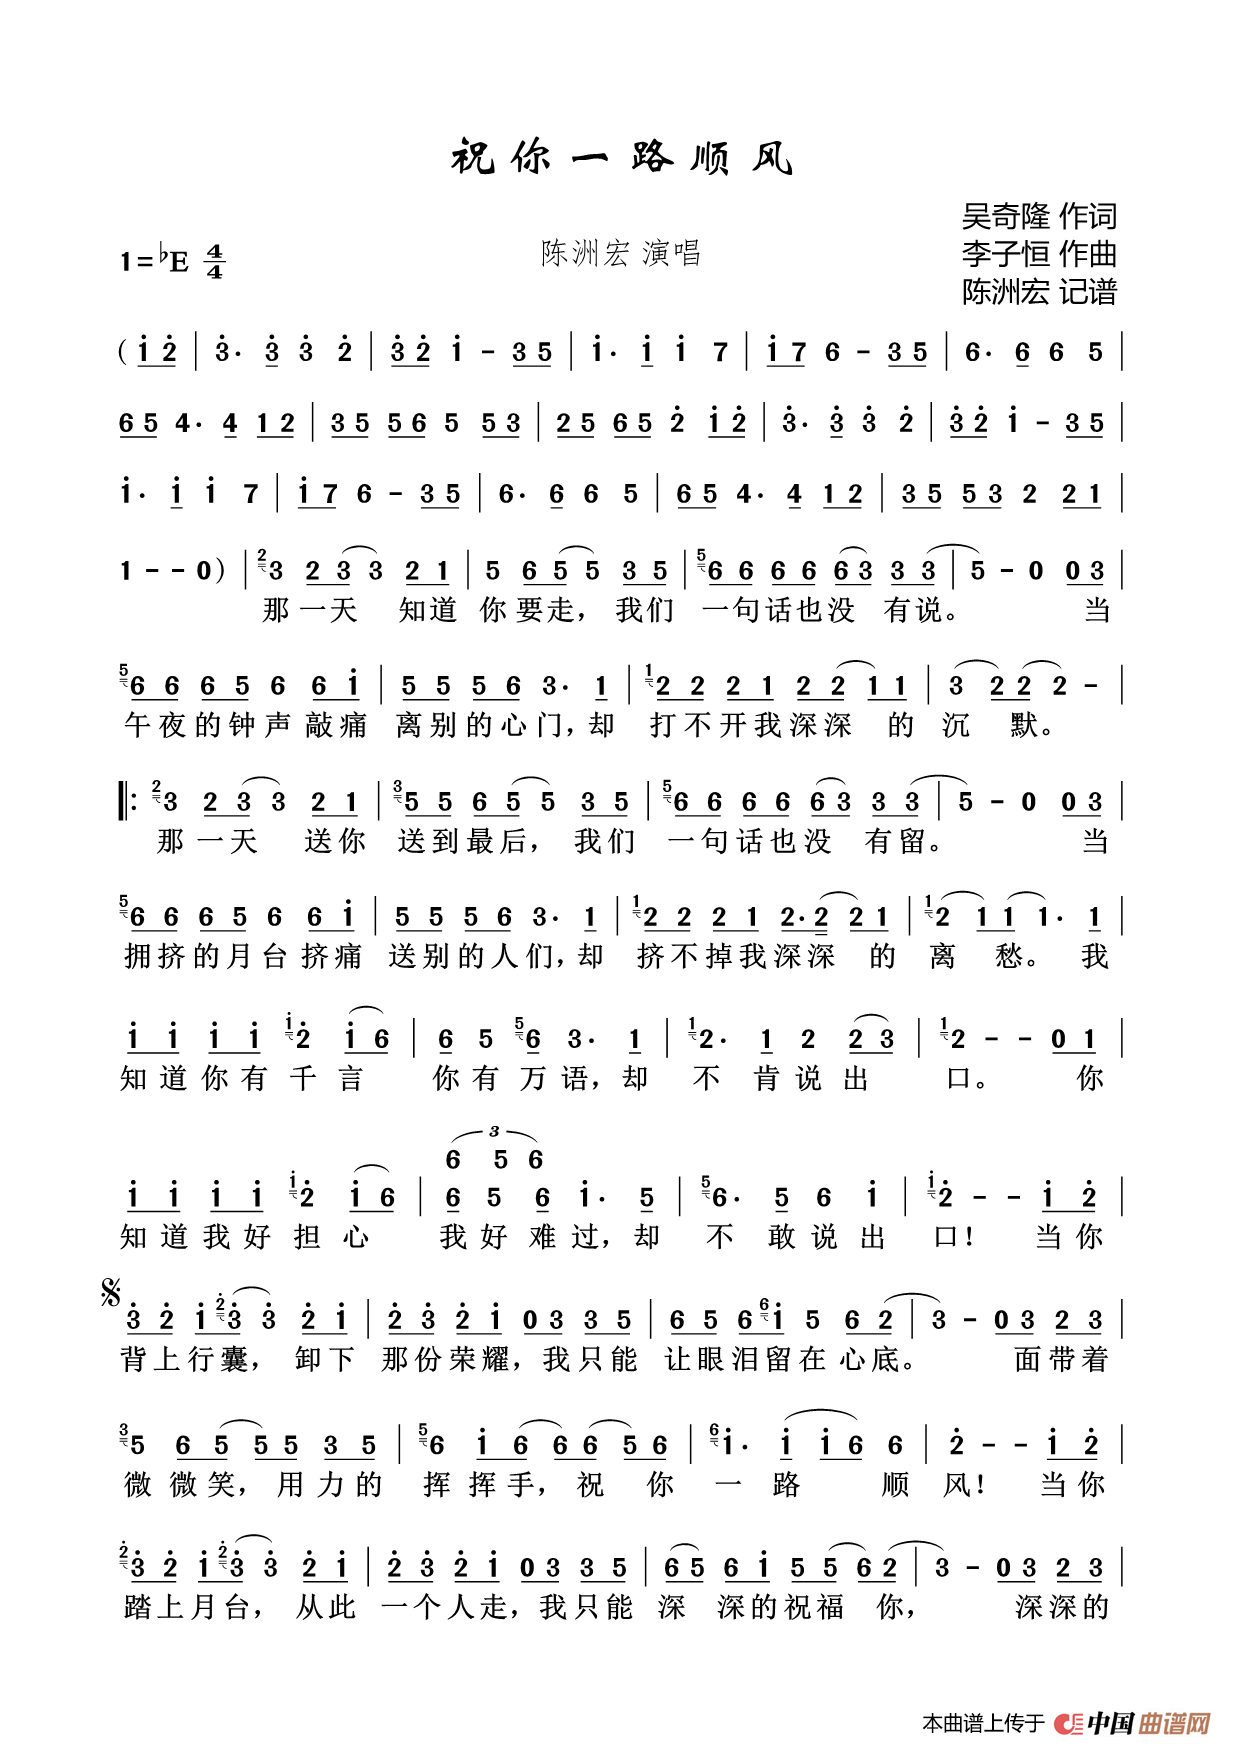 祝你一路顺风
吴奇隆 作词
1=♭E 4/4
陈洲宏 演唱
李子恒 作曲
陈洲宏 记谱
(i̇ 2̇ | 3̇. 3̇ 3̇ 2̇ | 3̇ 2̇ i̇ - 3 5 | i̇. i̇ i̇ 7 | i̇ 7 6 - 3 5 | 6. 6 6 5 |
6 5 4. 4 1 2 | 3 5 5 6 5 5 3 | 2 5 6 5 2̇ i̇ 2̇ | 3̇. 3̇ 3̇ 2̇ | 3̇ 2̇ i̇ - 3 5 |
i̇. i̇ i̇ 7 | i̇ 7 6 - 3 5 | 6. 6 6 5 | 6 5 4. 4 1 2 | 3 5 5 3 2 2 1 |
1 - - 0) | 2 3 2 3 3 2 1 | 5 6 5 5 3 5 | 5 6 6 6 6 6 3 3 3 | 5 - 0 0 3 |
那一天 知道 你要走，我们 一句话也没 有说。 当
5 6 6 6 5 6 6 i̇ | 5 5 5 6 3. 1 | 1 2 2 2 1 2 2 1 1 | 3 2 2 2 - |
午夜的钟声敲痛 离别的心门，却 打不开我深深 的 沉 默。
‖: 2 3 2 3 3 2 1 | 3 5 5 6 5 5 3 5 | 5 6 6 6 6 6 3 3 3 | 5 - 0 0 3 |
那一天 送你 送到最后， 我们 一句话也没 有留。 当
5 6 6 6 5 6 6 i̇ | 5 5 5 6 3. 1 | 1 2 2 2 1 2. 2 2 1 | 1 2 1 1 1. 1 |
拥挤的月台挤痛 送别的人们，却 挤不掉我深深 的 离 愁。 我
i̇ i̇ i̇ i̇ i̇ 2̇ i̇ 6 | 6 5 5 6 3. 1 | 1 2. 1 2 2 3 | 1 2 - - 0 1 |
知道你有千言 你有万语，却 不 肯说出 口。 你
3
6 5 6
i̇ i̇ i̇ i̇ i̇ 2̇ i̇ 6 | 6 5 6 i̇. 5 | 5 6. 5 6 i̇ | i̇ 2̇ - - i̇ 2̇ |
知道我好担心 我好难过，却 不 敢说出 口！ 当你
𝄋 3̇ 2̇ i̇ 2̇ 3̇ 3̇ 2̇ i̇ | 2̇ 3̇ 2̇ i̇ 0 3 3 5 | 6 5 6 6 i̇ 5 6 2 | 3 - 0 3 2 3 |
背上行囊， 卸下 那份荣耀，我只能 让眼泪留在心底。 面带着
3 5 6 5 5 5 3 5 | 5 6 i̇ 6 6 6 5 6 | 6 i̇. i̇ i̇ 6 6 | 2̇ - - i̇ 2̇ |
微微笑，用力的 挥挥手，祝 你 一 路 顺 风！ 当你
2̇ 3̇ 2̇ i̇ 2̇ 3̇ 3̇ 2̇ i̇ | 2̇ 3̇ 2̇ i̇ 0 3 3 5 | 6 5 6 i̇ 5 5 6 2 | 3 - 0 3 2 3 |
踏上月台， 从此 一个人走，我只能 深 深的祝福 你， 深深的
本曲谱上传于 中国曲谱网